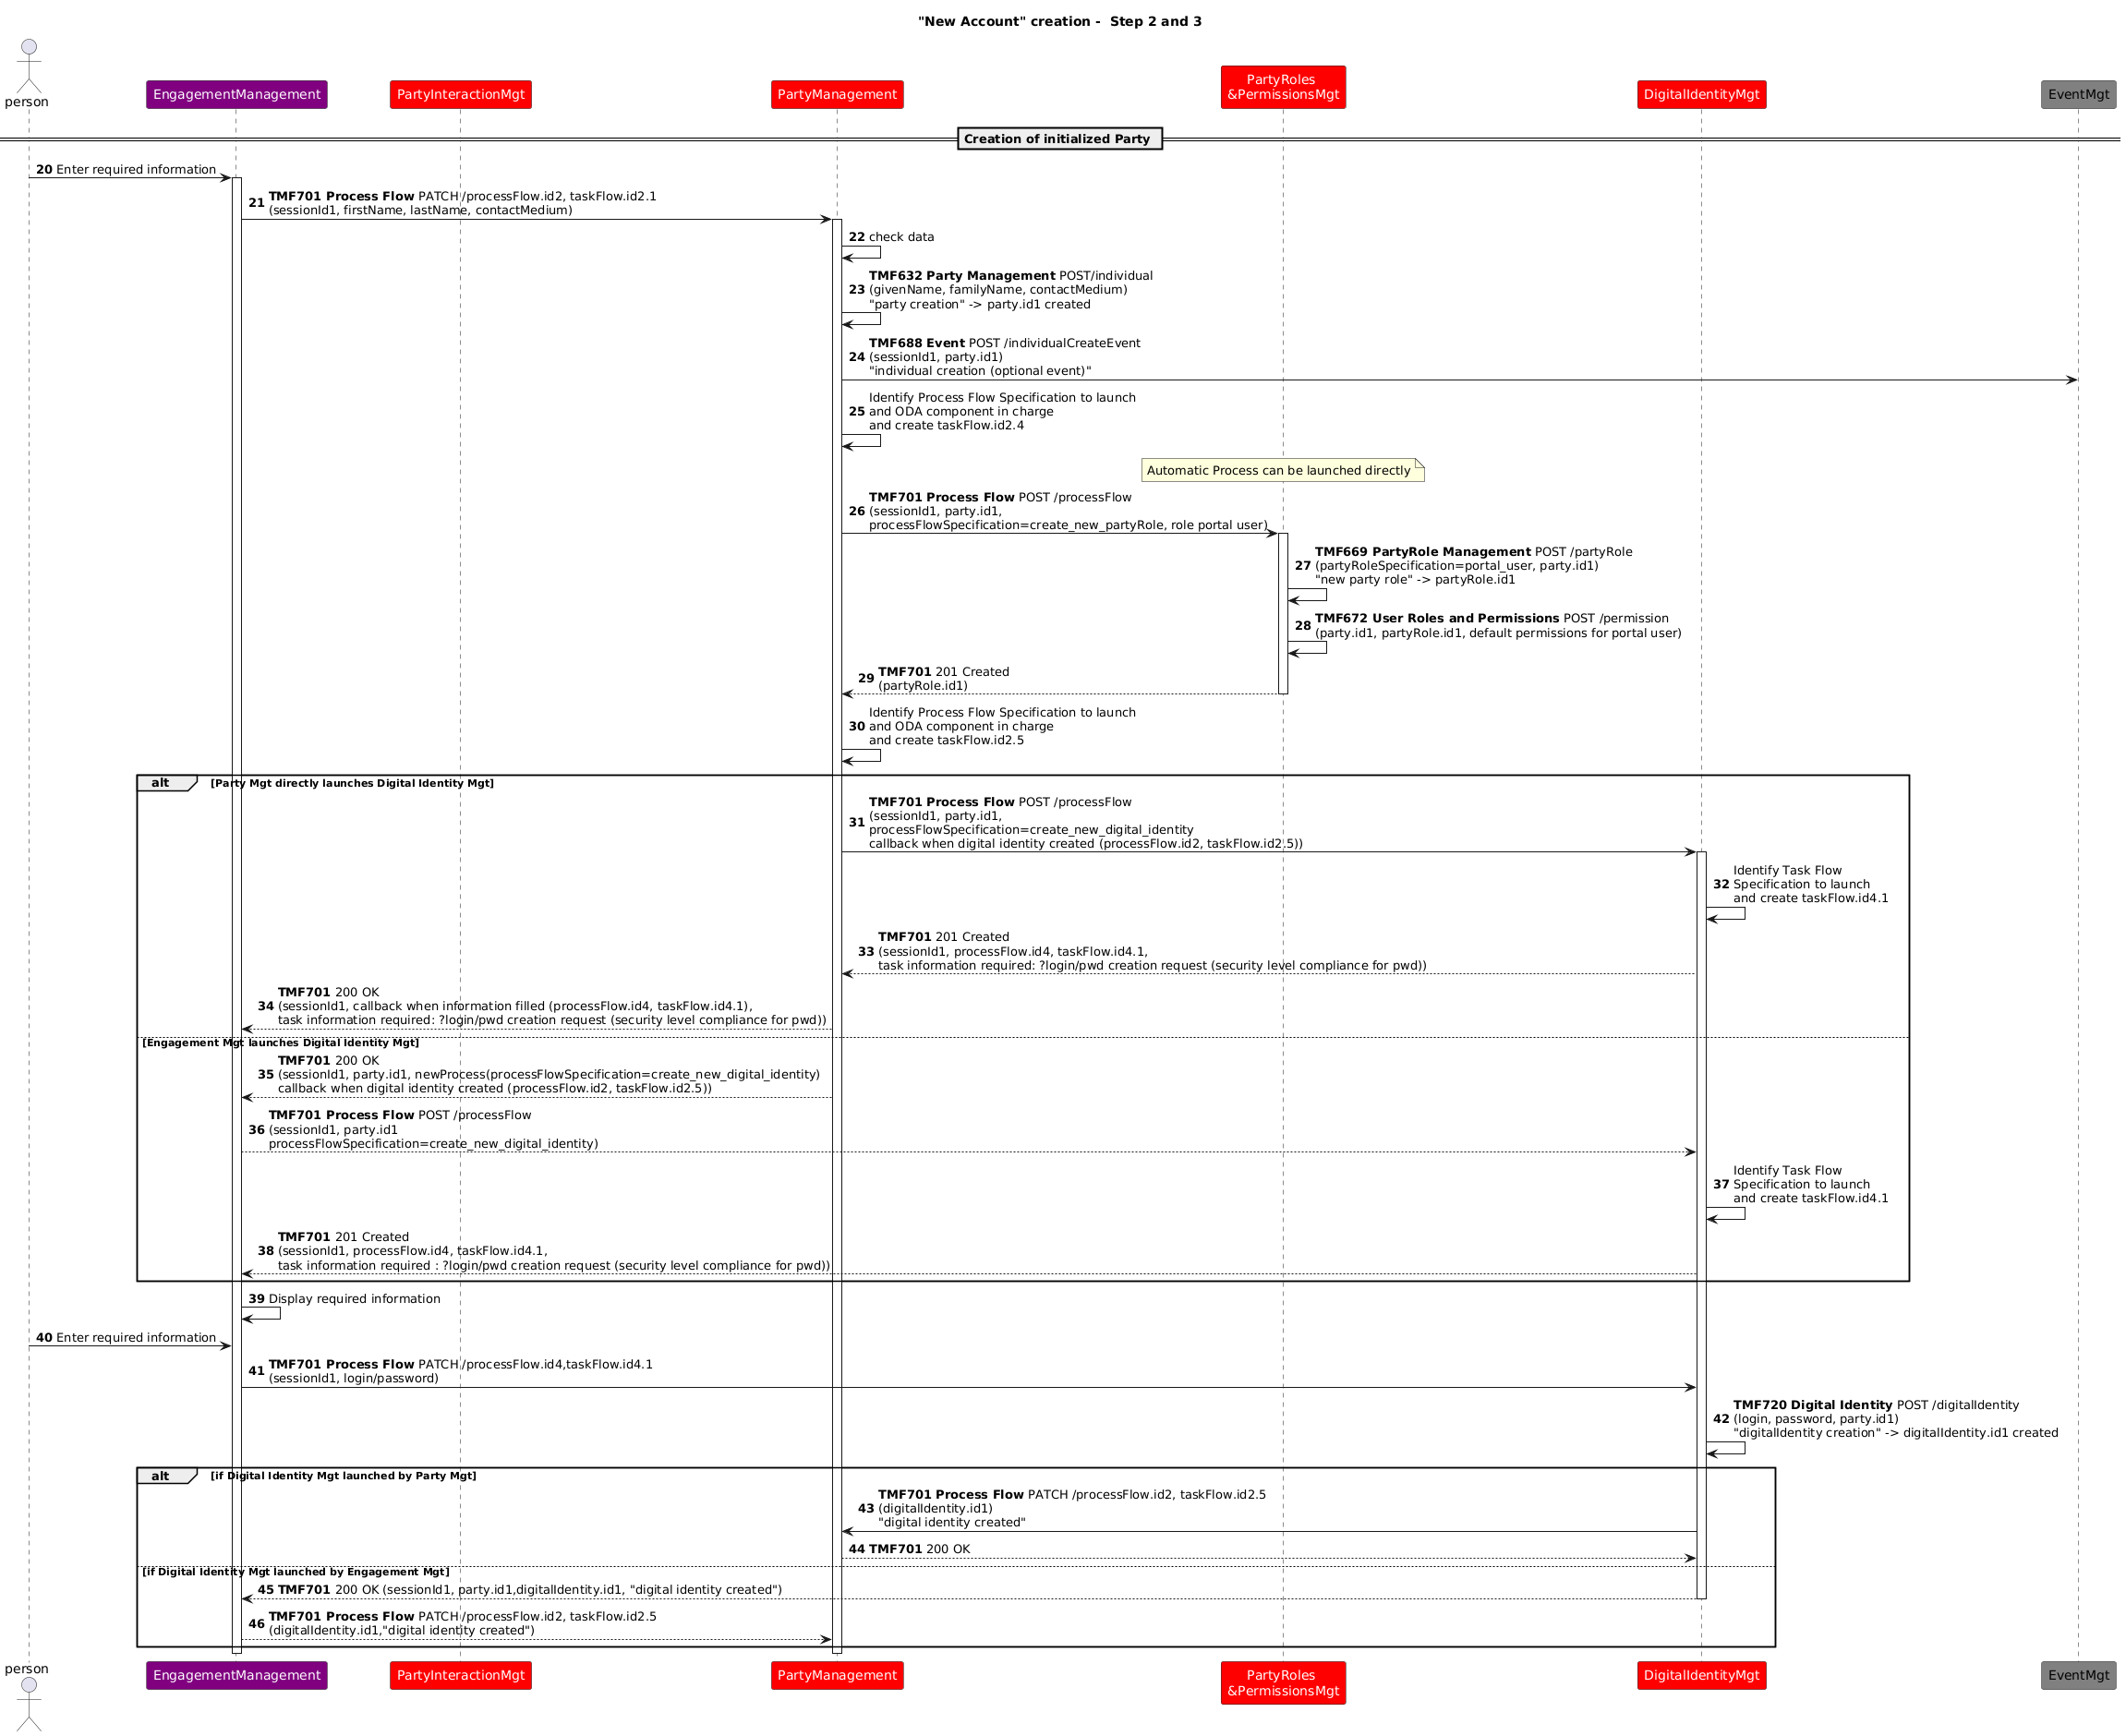 "New Account" creation -  Step 2 and 3
person
EngagementManagement
PartyInteractionMgt
PartyManagement
PartyRoles
&PermissionsMgt
DigitalIdentityMgt
EventMgt
Creation of initialized Party
20 Enter required information
21 TMF701 Process Flow PATCH /processFlow.id2, taskFlow.id2.1
(sessionId1, firstName, lastName, contactMedium)
22 check data
TMF632 Party Management POST/individual
23 (givenName, familyName, contactMedium)
"party creation" -> party.id1 created
TMF688 Event POST /individualCreateEvent
24 (sessionId1, party.id1)
"individual creation (optional event)"
Identify Process Flow Specification to launch
25 and ODA component in charge
and create taskFlow.id2.4
Automatic Process can be launched directly
TMF701 Process Flow POST /processFlow
26 (sessionId1, party.id1,
processFlowSpecification=create_new_partyRole, role portal user)
TMF669 PartyRole Management POST /partyRole
27 (partyRoleSpecification=portal_user, party.id1)
"new party role" -> partyRole.id1
28 TMF672 User Roles and Permissions POST /permission
(party.id1, partyRole.id1, default permissions for portal user)
29 TMF701 201 Created
(partyRole.id1)
Identify Process Flow Specification to launch
30 and ODA component in charge
and create taskFlow.id2.5
alt [Party Mgt directly launches Digital Identity Mgt]
TMF701 Process Flow POST /processFlow
31 (sessionId1, party.id1,
processFlowSpecification=create_new_digital_identity
callback when digital identity created (processFlow.id2, taskFlow.id2.5))
Identify Task Flow
32 Specification to launch
and create taskFlow.id4.1
TMF701 201 Created
33 (sessionId1, processFlow.id4, taskFlow.id4.1,
task information required: ?login/pwd creation request (security level compliance for pwd))
TMF701 200 OK
34 (sessionId1, callback when information filled (processFlow.id4, taskFlow.id4.1),
task information required: ?login/pwd creation request (security level compliance for pwd))
[Engagement Mgt launches Digital Identity Mgt]
TMF701 200 OK
35 (sessionId1, party.id1, newProcess(processFlowSpecification=create_new_digital_identity)
callback when digital identity created (processFlow.id2, taskFlow.id2.5))
TMF701 Process Flow POST /processFlow
36 (sessionId1, party.id1
processFlowSpecification=create_new_digital_identity)
Identify Task Flow
37 Specification to launch
and create taskFlow.id4.1
TMF701 201 Created
38 (sessionId1, processFlow.id4, taskFlow.id4.1,
task information required : ?login/pwd creation request (security level compliance for pwd))
39 Display required information
40 Enter required information
41 TMF701 Process Flow PATCH /processFlow.id4,taskFlow.id4.1
(sessionId1, login/password)
TMF720 Digital Identity POST /digitalIdentity
42 (login, password, party.id1)
"digitalIdentity creation" -> digitalIdentity.id1 created
alt [if Digital Identity Mgt launched by Party Mgt]
TMF701 Process Flow PATCH /processFlow.id2, taskFlow.id2.5
43 (digitalIdentity.id1)
"digital identity created"
44 TMF701 200 OK
[if Digital Identity Mgt launched by Engagement Mgt]
45 TMF701 200 OK (sessionId1, party.id1,digitalIdentity.id1, "digital identity created")
46 TMF701 Process Flow PATCH /processFlow.id2, taskFlow.id2.5
(digitalIdentity.id1,"digital identity created")
person
EngagementManagement
PartyInteractionMgt
PartyManagement
PartyRoles
&PermissionsMgt
DigitalIdentityMgt
EventMgt